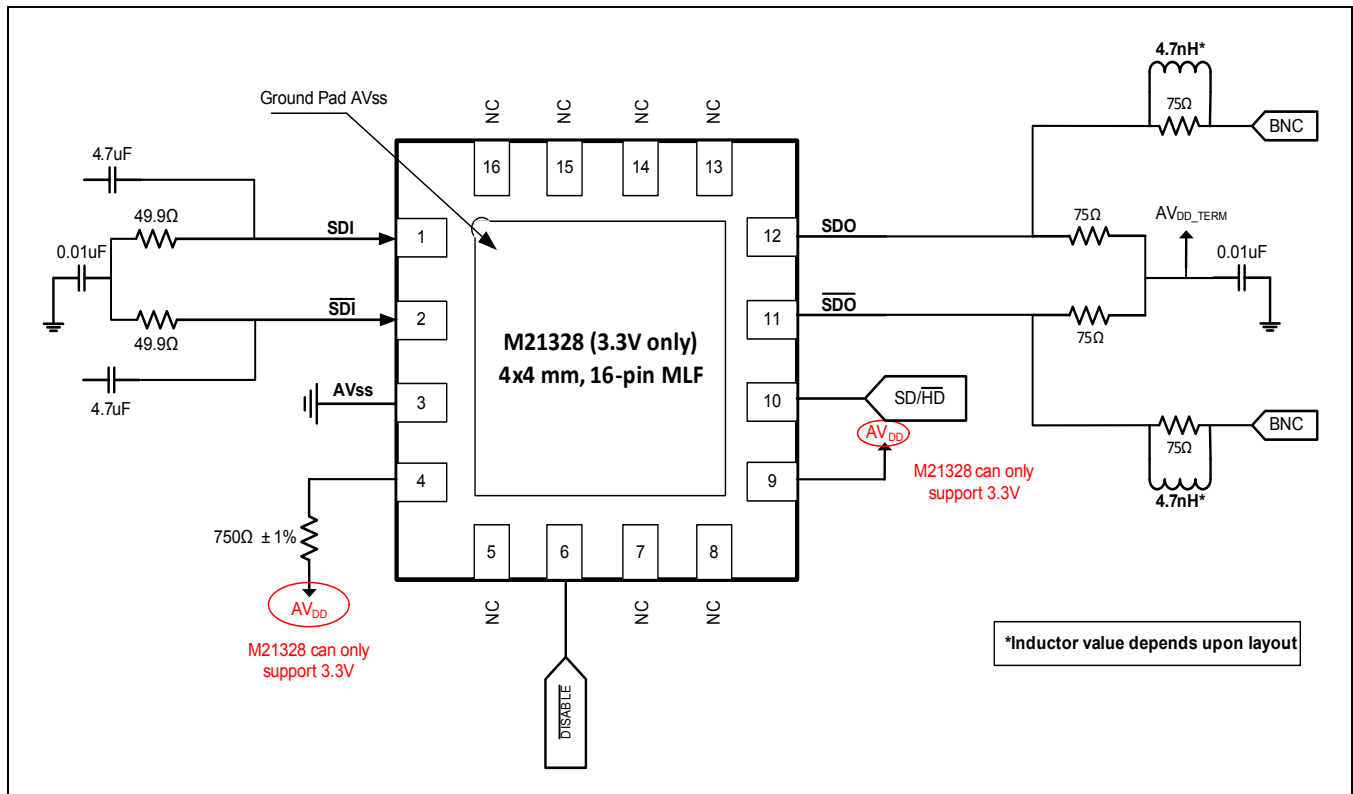 4.7nH*
75Ω
BNC
Ground Pad AVss
NC
NC
NC
NC
16
15
14
13
4.7uF
49.9Ω
SDI
1
12
SDO
75Ω
AVDD_TERM
0.01uF
0.01uF
49.9Ω
SDI
2
11
SDO
75Ω
M21328 (3.3V only)
4x4 mm, 16-pin MLF
4.7uF
AVss
3
10
SD/HD
BNC
75Ω
4.7nH*
AVDD
M21328 can only
support 3.3V
4
9
750Ω ± 1%
5
6
7
8
AVDD
NC
NC
NC
M21328 can only
support 3.3V
*Inductor value depends upon layout
DISABLE